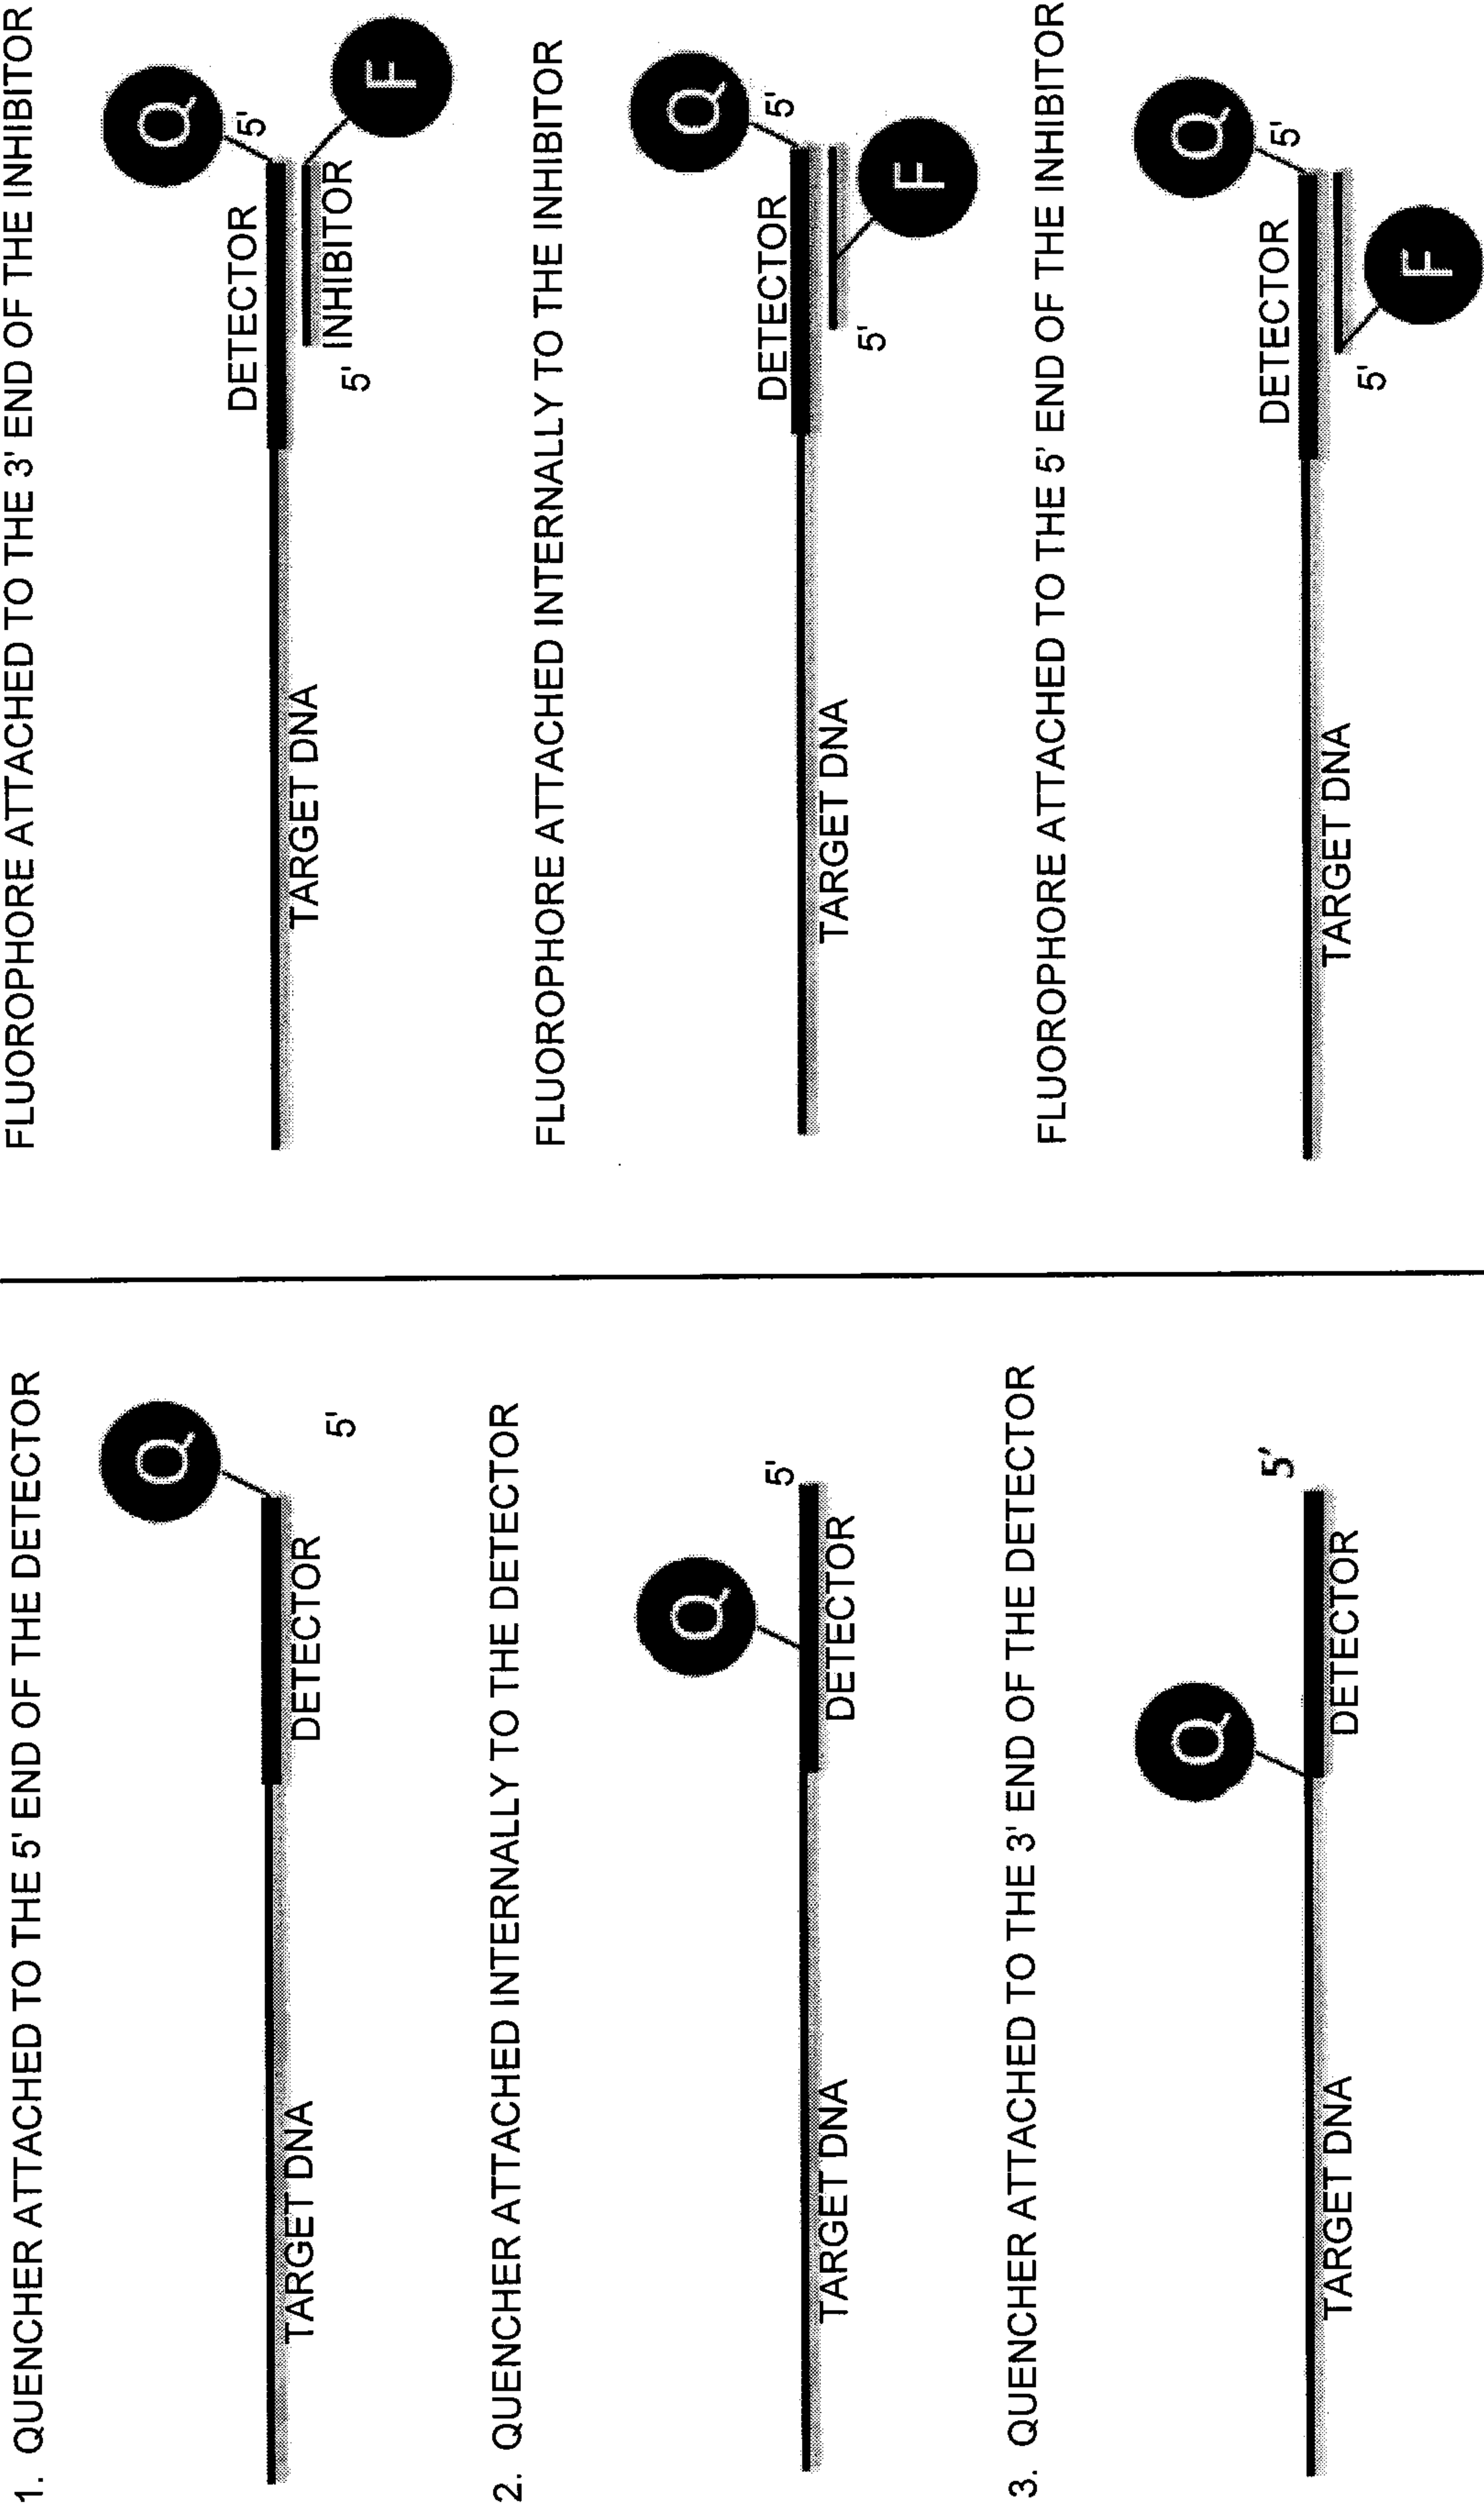 1. QUENCHER ATTACHED TO THE 5' END OF THE DETECTOR
Q
5'
DETECTOR
TARGET DNA
2. QUENCHER ATTACHED INTERNALLY TO THE DETECTOR
Q
5'
DETECTOR
TARGET DNA
3. QUENCHER ATTACHED TO THE 3' END OF THE DETECTOR
Q
5'
DETECTOR
TARGET DNA
FLUOROPHORE ATTACHED TO THE 3' END OF THE INHIBITOR
Q
DETECTOR
5'
INHIBITOR
TARGET DNA
5'
F
FLUOROPHORE ATTACHED INTERNALLY TO THE INHIBITOR
Q
DETECTOR
5'
TARGET DNA
5'
F
FLUOROPHORE ATTACHED TO THE 5' END OF THE INHIBITOR
Q
DETECTOR
5'
TARGET DNA
5'
F